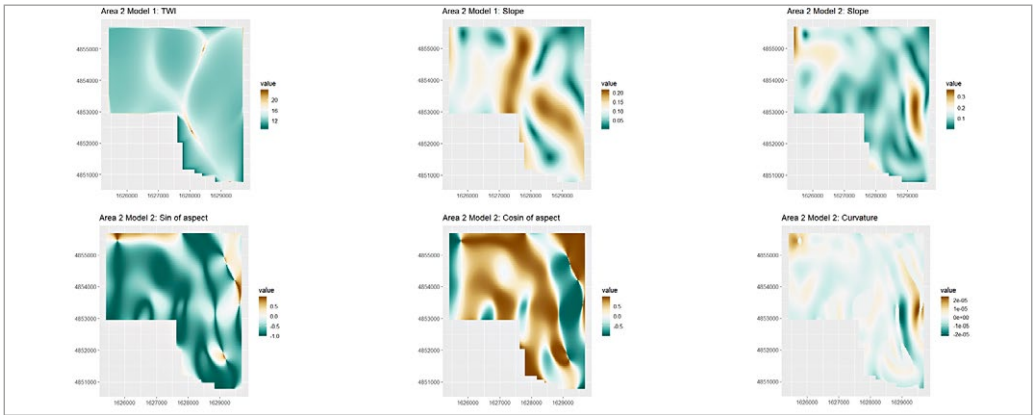 Area 2 Model 1: TWI
4855000
4854000
4853000
4852000
4851000
1626000 1627000 1628000 1629000
value
20
16
12
Area 2 Model 1: Slope
4855000
4854000
4853000
4852000
4851000
1626000 1627000 1628000 1629000
value
0.20
0.15
0.10
0.05
Area 2 Model 2: Slope
4855000
4854000
4853000
4852000
4851000
1626000 1627000 1628000 1629000
value
0.3
0.2
0.1
Area 2 Model 2: Sin of aspect
4855000
4854000
4853000
4852000
4851000
1626000 1627000 1628000 1629000
value
0.5
0.0
-0.5
-1.0
Area 2 Model 2: Cosin of aspect
4855000
4854000
4853000
4852000
4851000
1626000 1627000 1628000 1629000
value
0.5
0.0
-0.5
Area 2 Model 2: Curvature
4855000
4854000
4853000
4852000
4851000
1626000 1627000 1628000 1629000
value
2e-05
1e-05
0e+00
-1e-05
-2e-05